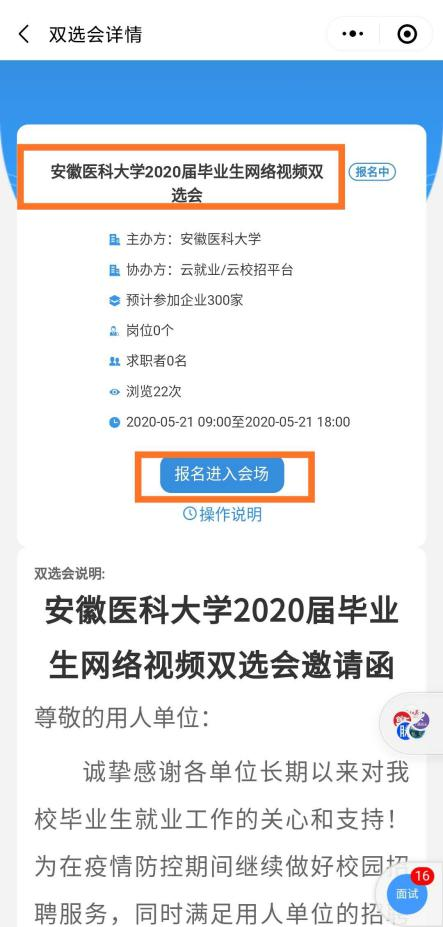 双选会详情
安徽医科大学2020届毕业生网络视频双
选会
报名中
主办方：安徽医科大学
协办方：云就业/云校招平台
预计参加企业300家
岗位0个
求职者0名
浏览22次
2020-05-21 09:00至2020-05-21 18:00
报名进入会场
操作说明
双选会说明:
安徽医科大学2020届毕业
生网络视频双选会邀请函
尊敬的用人单位：
诚挚感谢各单位长期以来对我
校毕业生就业工作的关心和支持！
为在疫情防控期间继续做好校园招
16
面试
聘服务，同时满足用人单位的招聘